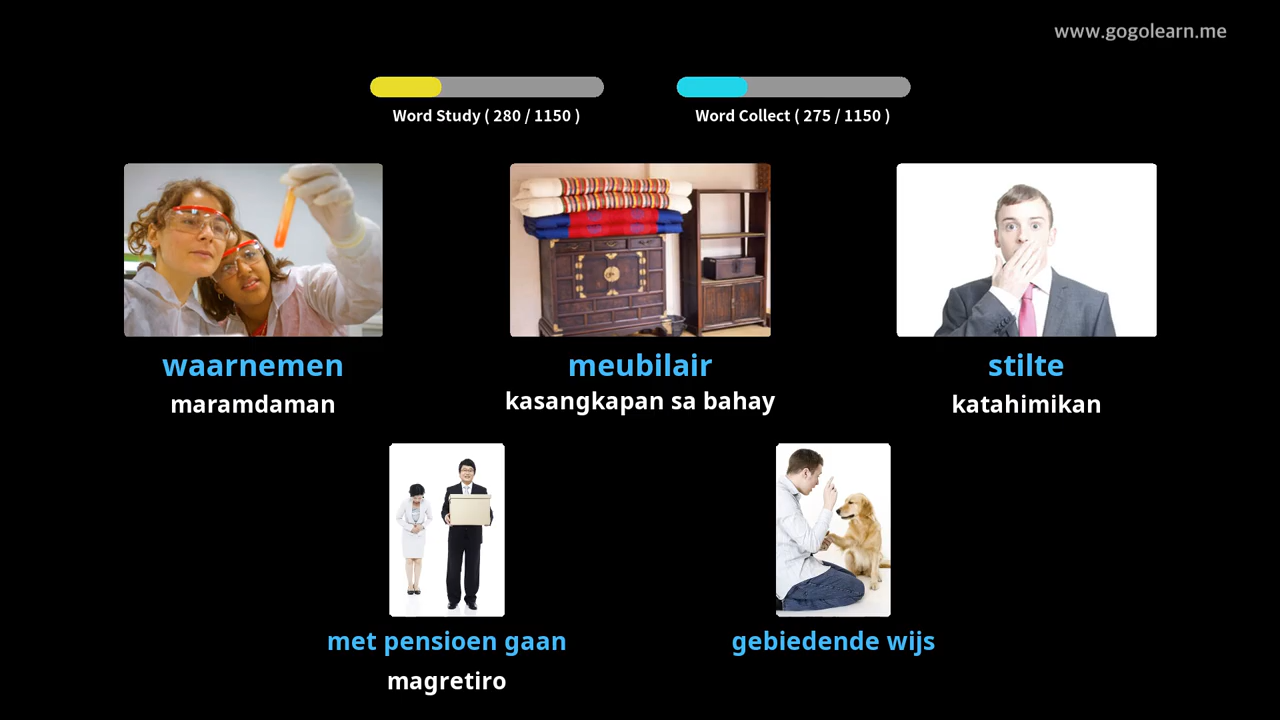 www.gogolearn.me
Word Study ( 280 / 1150 )
Word Collect ( 275 / 1150 )
waarnemen
maramdaman
meubilair
kasangkapan sa bahay
stilte
katahimikan
met pensioen gaan
magretiro
gebiedende wijs